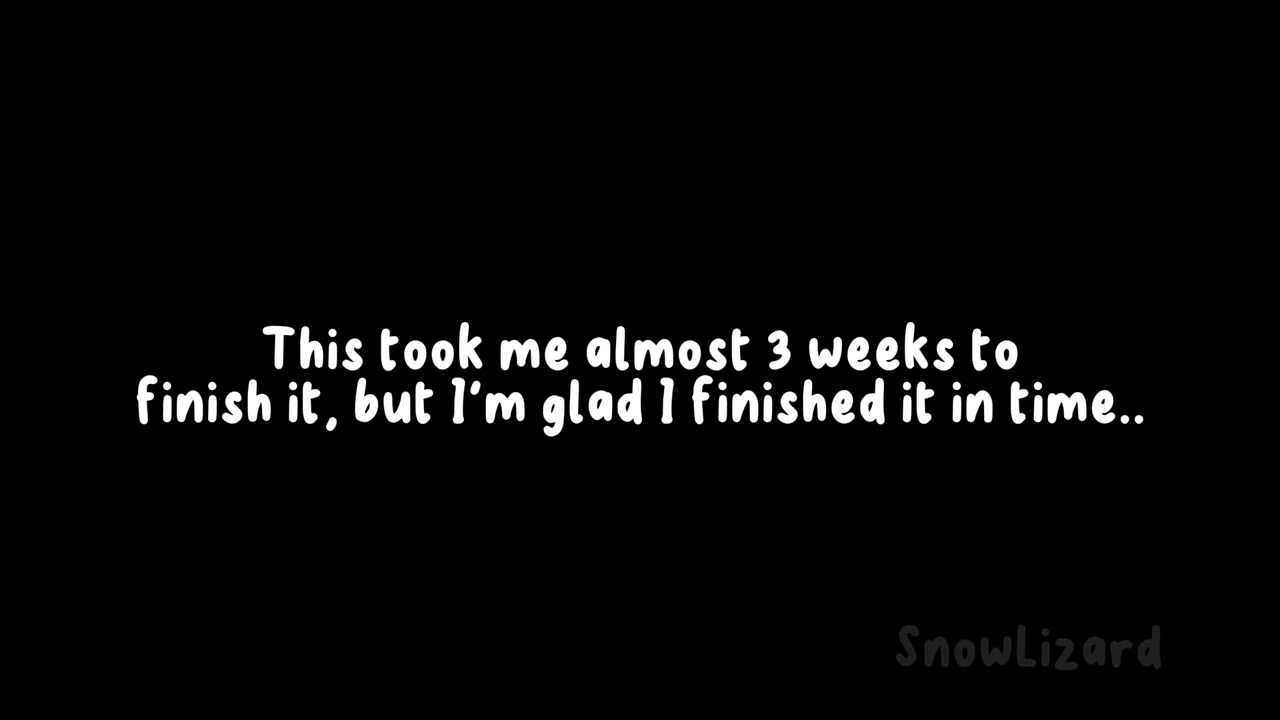 This took me almost 3 weeks to
finish it, but I'm glad I finished it in time..
SnowLizard